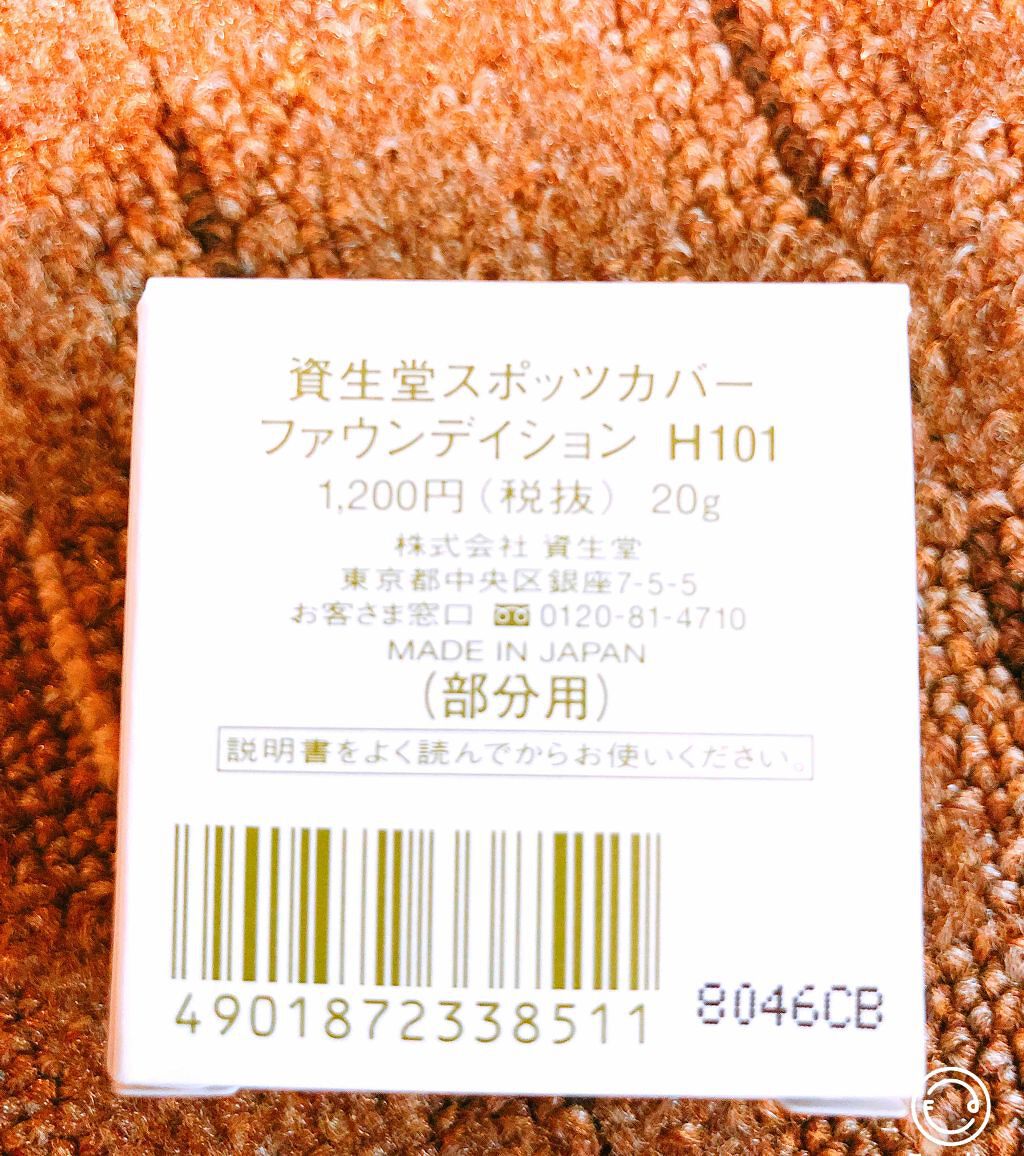 資生堂スポッツカバー
ファウンデイション H101
1,200円(税抜) 20g
株式会社 資生堂
東京都中央区銀座7-5-5
お客さま窓口 0120-81-4710
MADE IN JAPAN
(部分用)
説明書をよく読んでからお使いください。
4901872338511
8046CB